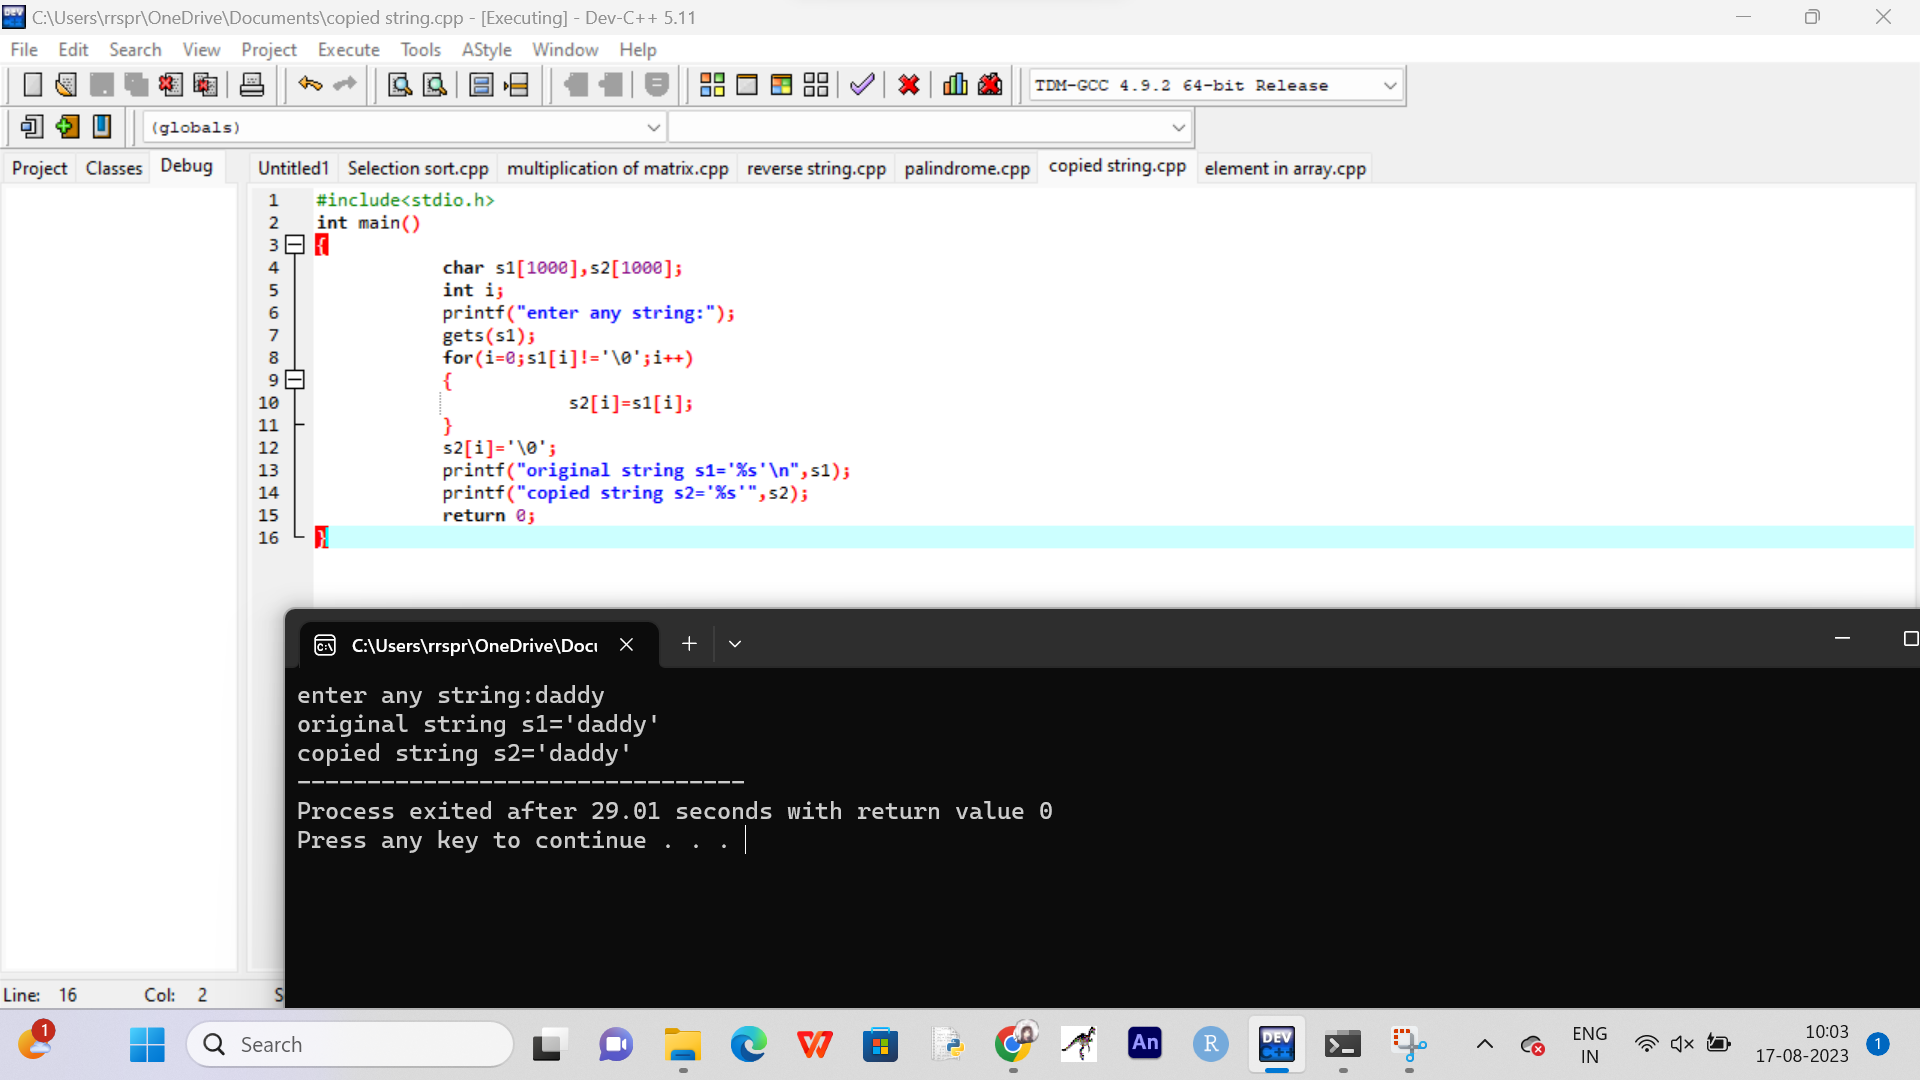 C:\Users\rrspr\OneDrive\Documents\copied string.cpp - [Executing] - Dev-C++ 5.11
File Edit Search View Project Execute Tools AStyle Window Help
TDM-GCC 4.9.2 64-bit Release
(globals)
Project Classes Debug Untitled1 Selection sort.cpp multiplication of matrix.cpp reverse string.cpp palindrome.cpp copied string.cpp element in array.cpp
1 #include<stdio.h>
2 int main()
3 {
4 char s1[1000],s2[1000];
5 int i;
6 printf("enter any string:");
7 gets(s1);
8 for(i=0;s1[i]!='\0';i++)
9 {
10 s2[i]=s1[i];
11 }
12 s2[i]='\0';
13 printf("original string s1='%s'\n",s1);
14 printf("copied string s2='%s'",s2);
15 return 0;
16 }
C:\Users\rrspr\OneDrive\Docu
enter any string:daddy
original string s1='daddy'
copied string s2='daddy'
--------------------------------
Process exited after 29.01 seconds with return value 0
Press any key to continue . . .
Line: 16 Col: 2 S
1
Search
An
R
DEV C++
ENG
IN
10:03
17-08-2023
1